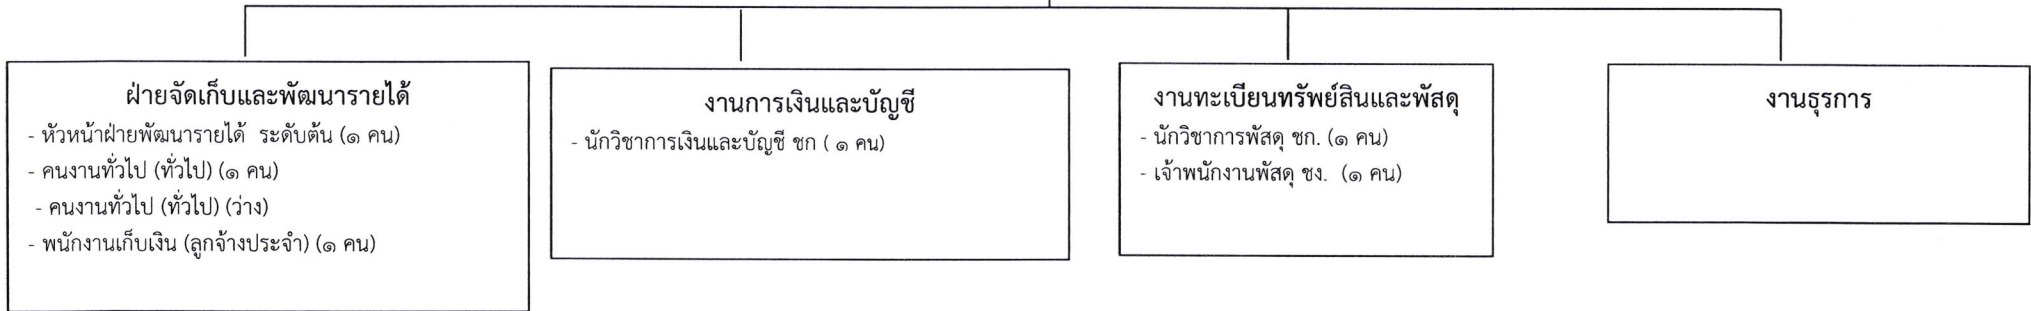 ฝ่ายจัดเก็บและพัฒนารายได้
- หัวหน้าฝ่ายพัฒนารายได้ ระดับต้น (๑ คน)
- คนงานทั่วไป (ทั่วไป) (๑ คน)
- คนงานทั่วไป (ทั่วไป) (ว่าง)
- พนักงานเก็บเงิน (ลูกจ้างประจำ) (๑ คน)
งานการเงินและบัญชี
- นักวิชาการเงินและบัญชี ชก ( ๑ คน)
งานทะเบียนทรัพย์สินและพัสดุ
- นักวิชาการพัสดุ ชก. (๑ คน)
- เจ้าพนักงานพัสดุ ชง. (๑ คน)
งานธุรการ